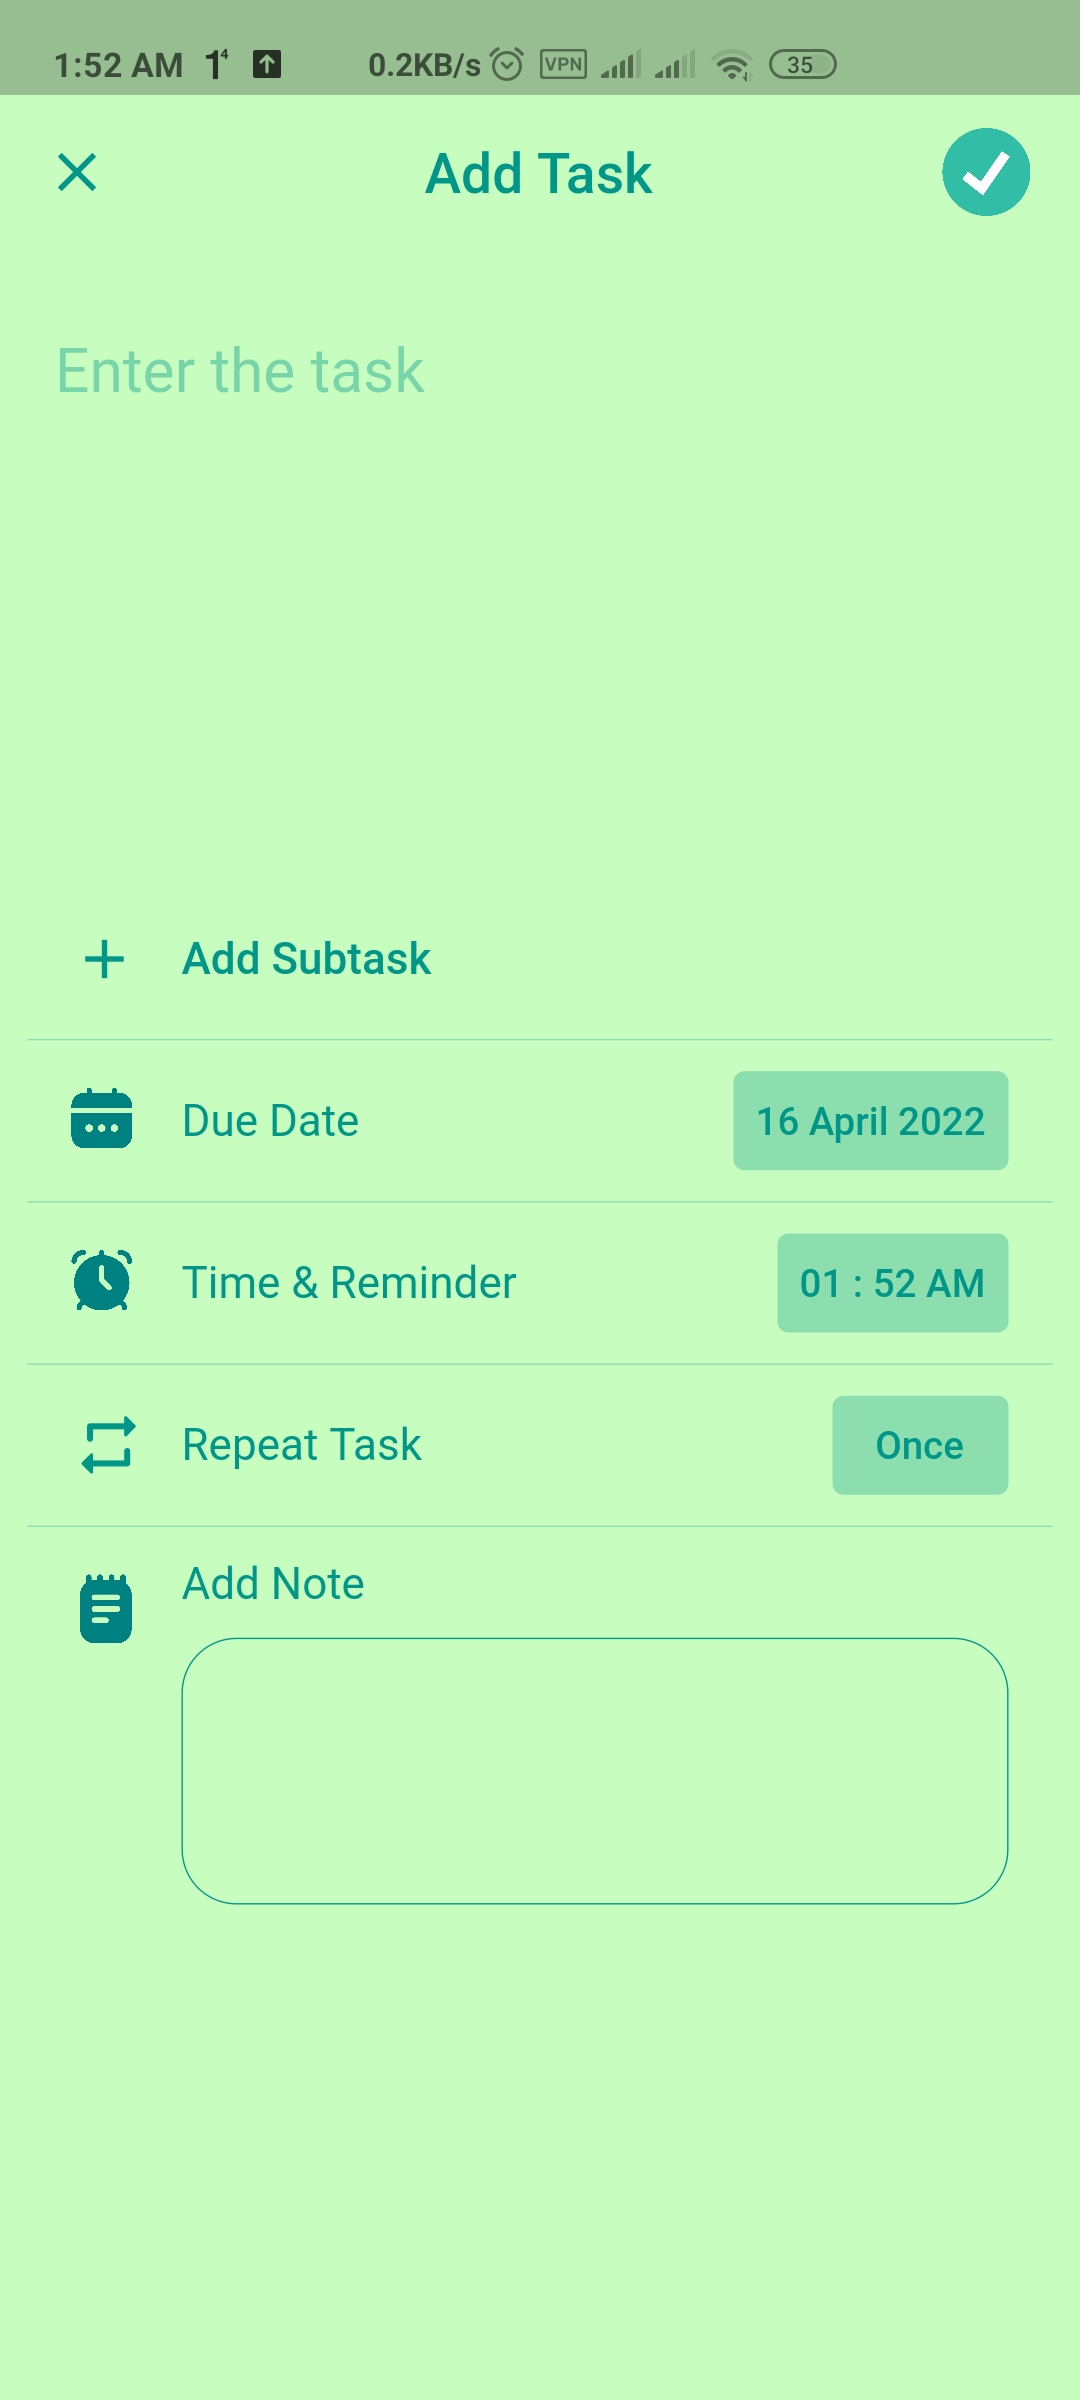 1:52 AM 1⁴ 0.2KB/s VPN 35
Add Task
Enter the task
Add Subtask
Due Date 16 April 2022
Time & Reminder 01 : 52 AM
Repeat Task Once
Add Note